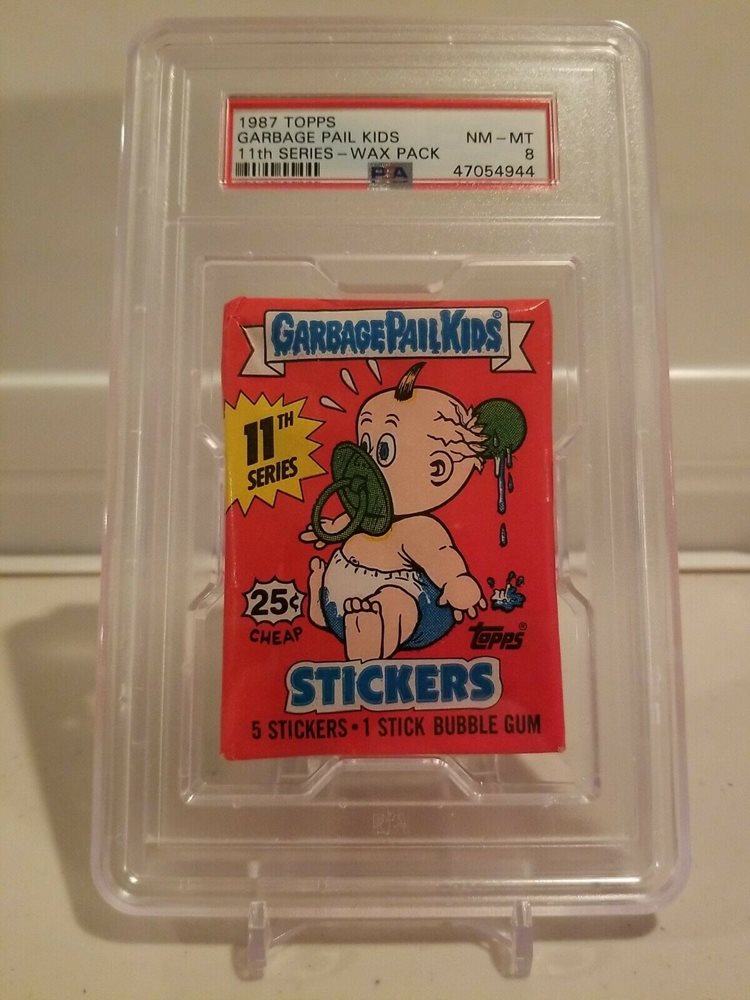 1987 TOPPS
GARBAGE PAIL KIDS NM - MT
11th SERIES - WAX PACK 8
PSA 47054944
GARBAGE PAIL KIDS®
11TH
SERIES
25¢
CHEAP
topps®
STICKERS
5 STICKERS • 1 STICK BUBBLE GUM
PSA